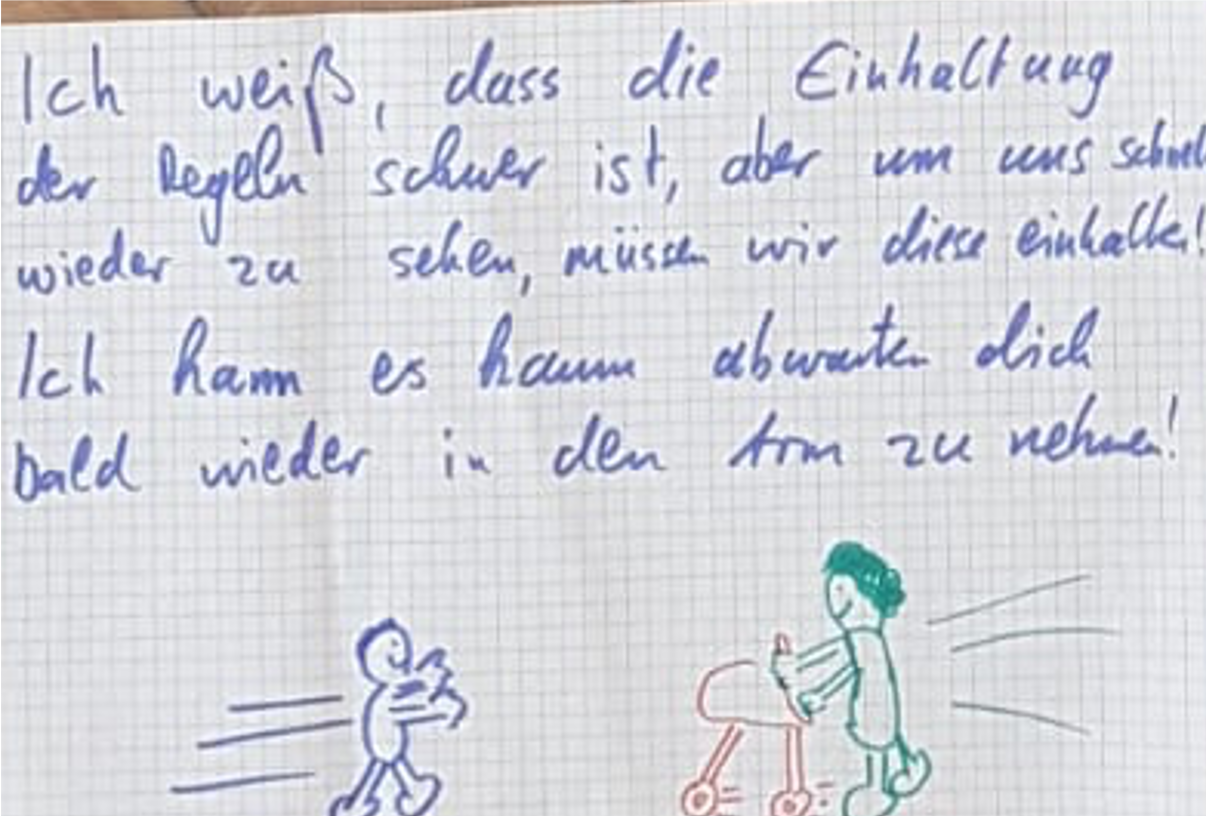 Ich weiß, dass die Einhaltung
der Regeln schwer ist, aber um uns schnell
wieder zu sehen, müssen wir diese einhalten!
Ich kann es kaum abwarten dich
bald wieder in den Arm zu nehmen!